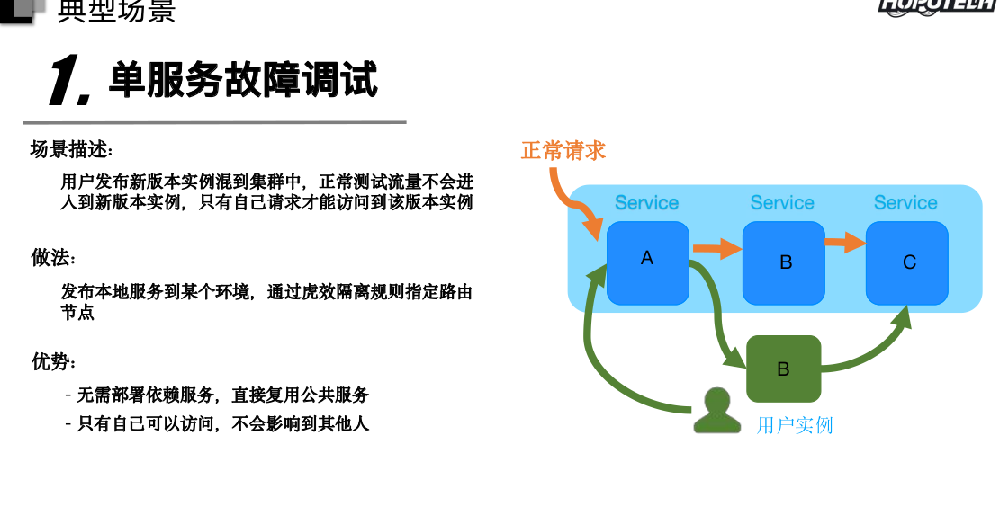 典型场景
HOPUTECH
1. 单服务故障调试
场景描述:
用户发布新版本实例混到集群中，正常测试流量不会进
入到新版本实例，只有自己请求才能访问到该版本实例
做法:
发布本地服务到某个环境，通过虎效隔离规则指定路由
节点
优势:
- 无需部署依赖服务，直接复用公共服务
- 只有自己可以访问，不会影响到其他人
正常请求
Service Service Service
A B C
B
用户实例